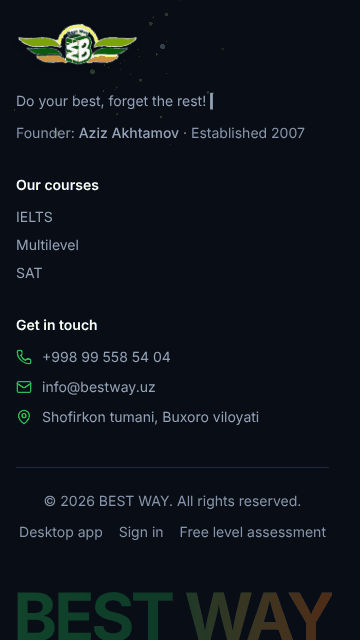 Do your best, forget the rest!
Founder: Aziz Akhtamov · Established 2007
Our courses
IELTS
Multilevel
SAT
Get in touch
+998 99 558 54 04
info@bestway.uz
Shofirkon tumani, Buxoro viloyati
© 2026 BEST WAY. All rights reserved.
Desktop app Sign in Free level assessment
BEST WAY